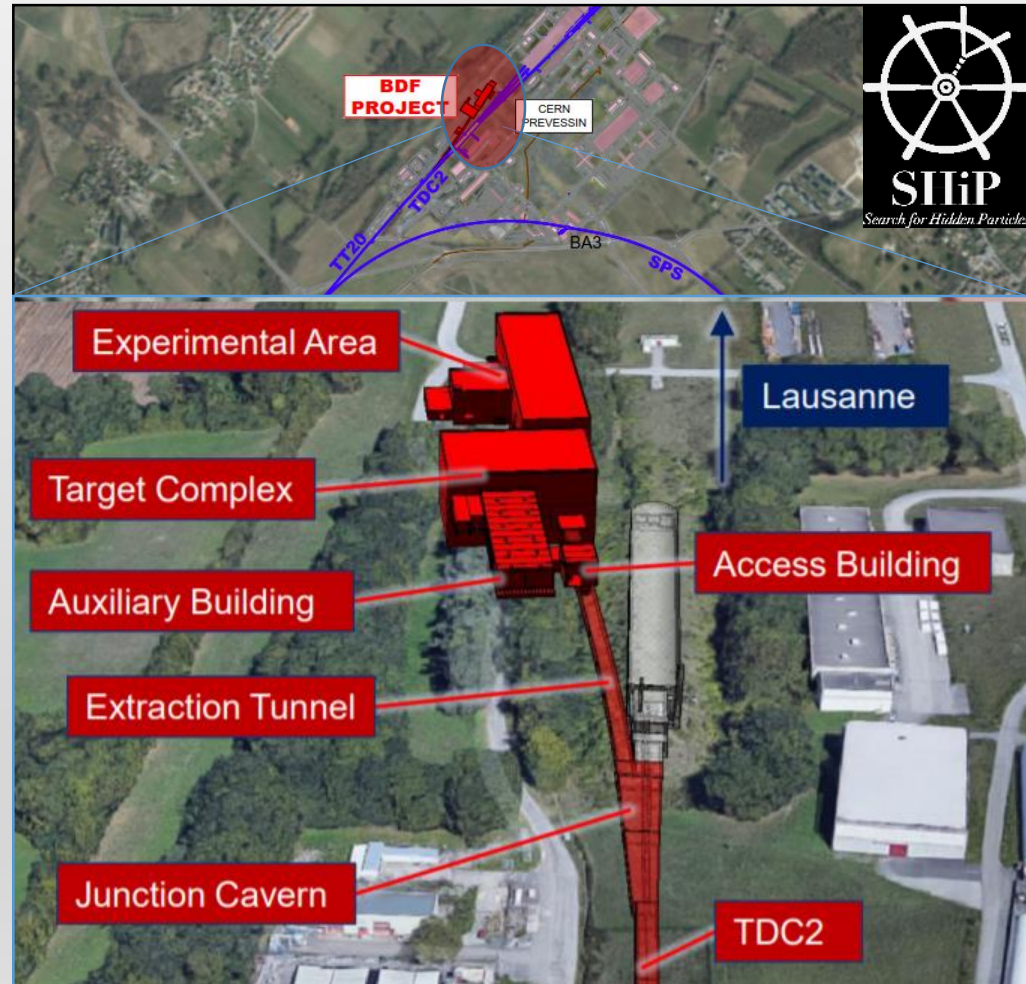 BDF
PROJECT
CERN
PREVESSIN
TDC2
TT20
BA3
SPS
SHiP
Search for Hidden Particles
Experimental Area
Lausanne
Target Complex
Access Building
Auxiliary Building
Extraction Tunnel
Junction Cavern
TDC2